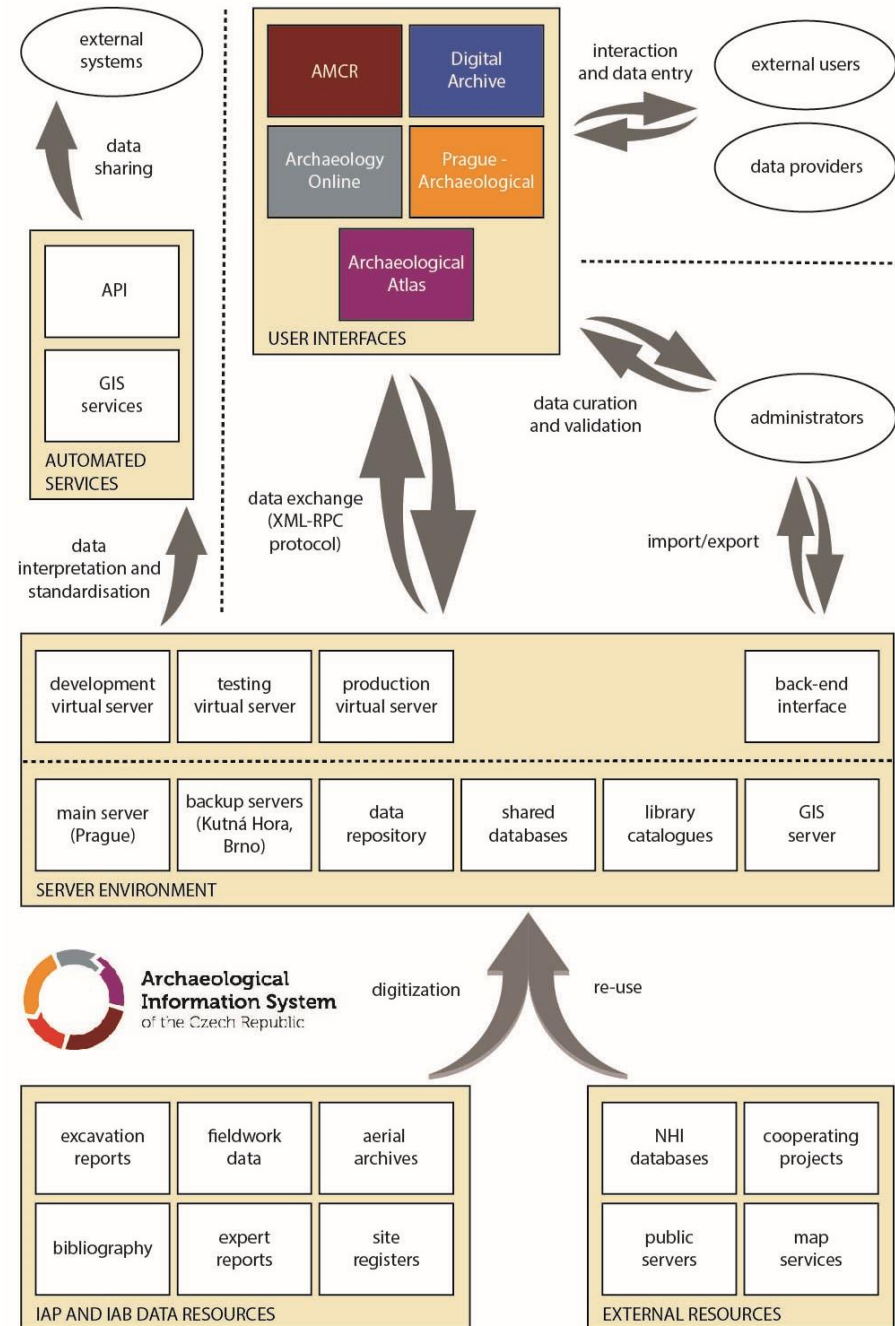 external
systems
data
sharing
API
GIS
services
AUTOMATED
SERVICES
data
interpretation and
standardisation
AMCR
Digital
Archive
Archaeology
Online
Prague -
Archaeological
Archaeological
Atlas
USER INTERFACES
interaction
and data entry
external users
data providers
data curation
and validation
administrators
data exchange
(XML-RPC
protocol)
import/export
development
virtual server
testing
virtual server
production
virtual server
back-end
interface
main server
(Prague)
backup servers
(Kutná Hora,
Brno)
data
repository
shared
databases
library
catalogues
GIS
server
SERVER ENVIRONMENT
Archaeological
Information System
of the Czech Republic
digitization
re-use
excavation
reports
fieldwork
data
aerial
archives
bibliography
expert
reports
site
registers
IAP AND IAB DATA RESOURCES
NHI
databases
cooperating
projects
public
servers
map
services
EXTERNAL RESOURCES